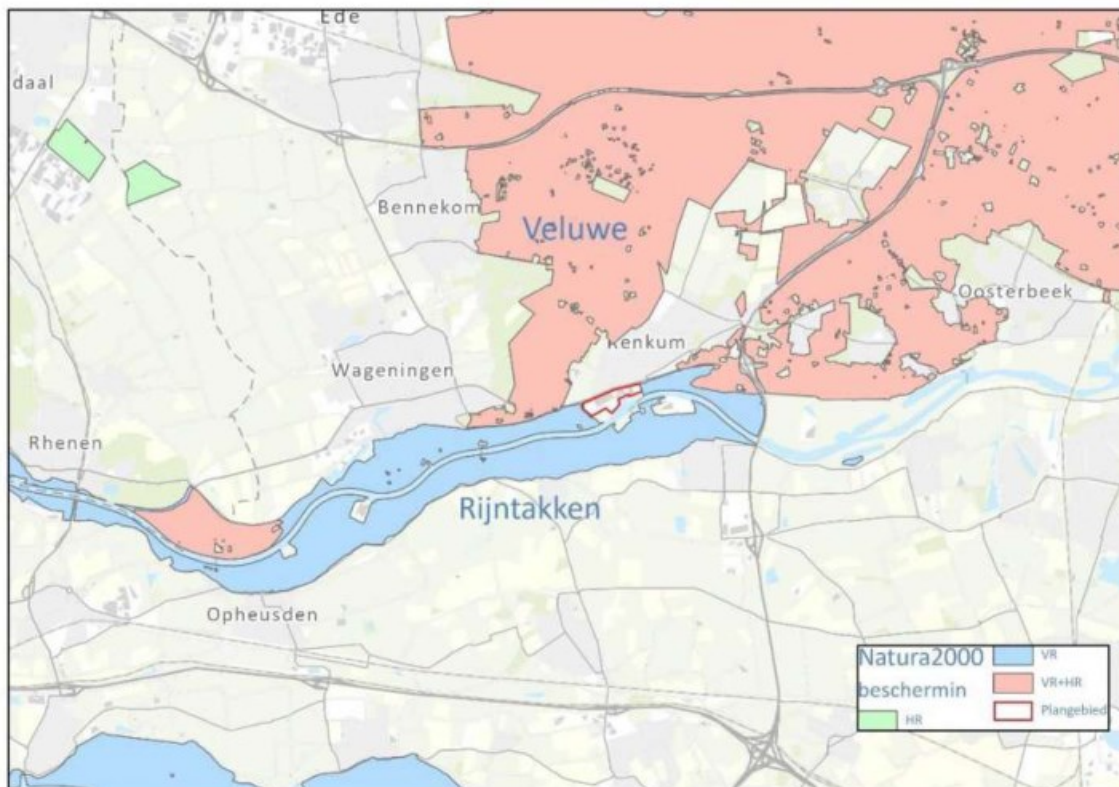 Ede
daal
Bennekom
Veluwe
Oosterbeek
Renkum
Wageningen
Rhenen
Rijntakken
Opheusden
Natura2000
beschermin
VR
VR+HR
Plangebied
HR